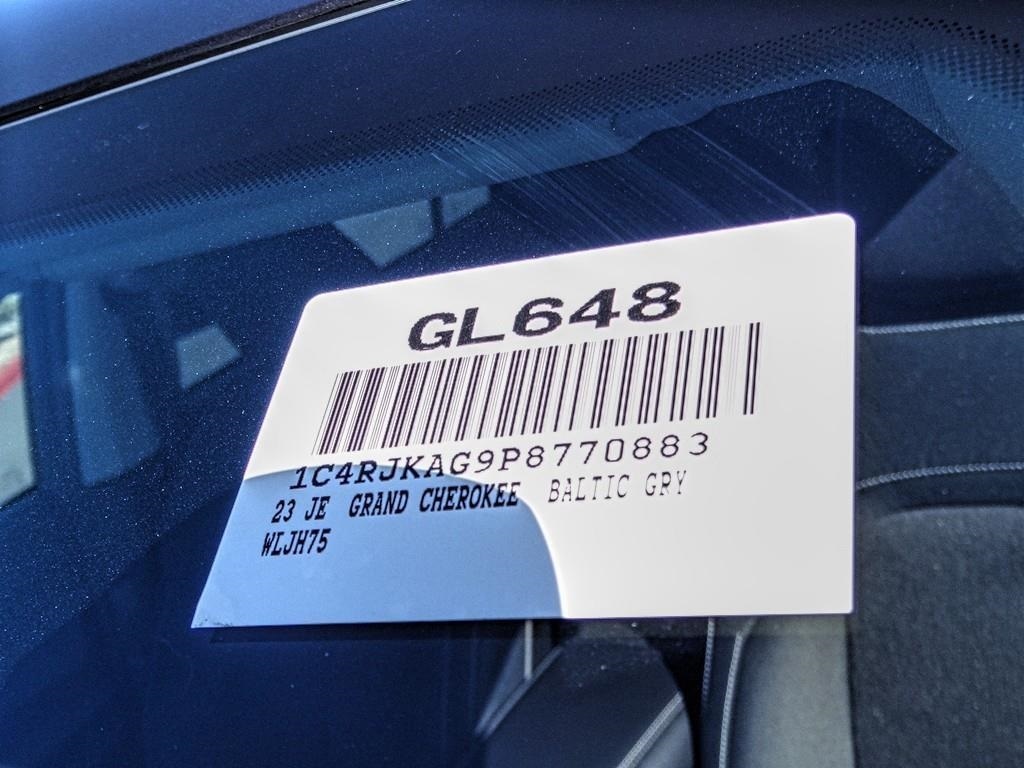 GL648
1C4RJKAG9P8770883
23 JE GRAND CHEROKEE BALTIC GRY
WLJH75